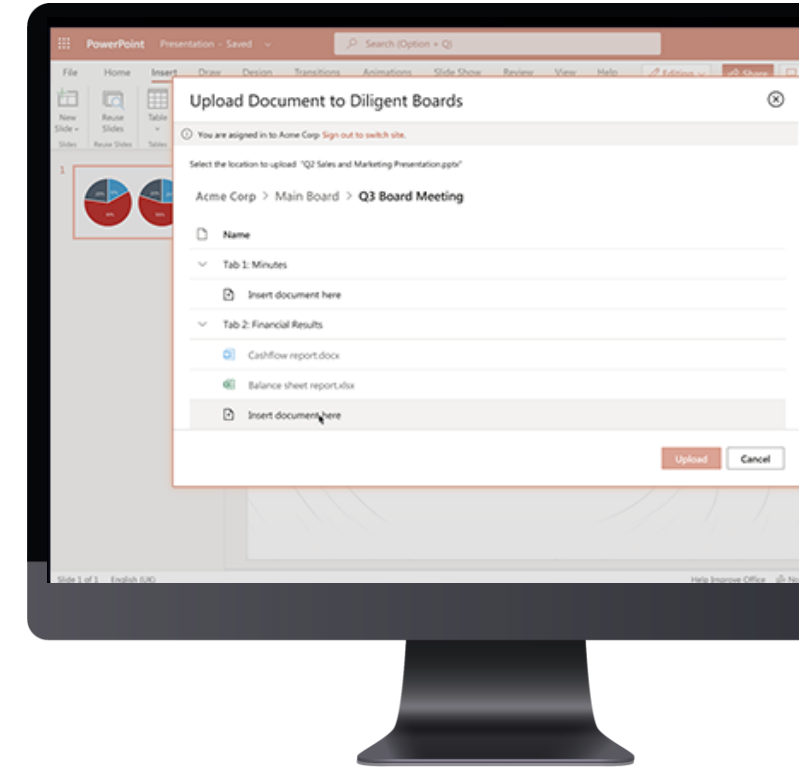 PowerPoint Presentation - Saved
Search (Option + Q)
File Home Insert Draw Design Transitions Animations Slide Show Review View Help Editing Share
New Slide
Reuse Slides
Table
Slides Reuse Slides Tables
1
Upload Document to Diligent Boards
You are asigned in to Acme Corp Sign out to switch site.
Select the location to upload "Q2 Sales and Marketing Presentation.pptx"
Acme Corp > Main Board > Q3 Board Meeting
Name
Tab 1: Minutes
Insert document here
Tab 2: Financial Results
Cashflow report.docx
Balance sheet report.xlsx
Insert document here
Upload Cancel
Slide 1 of 1 English (UK) Help Improve Office